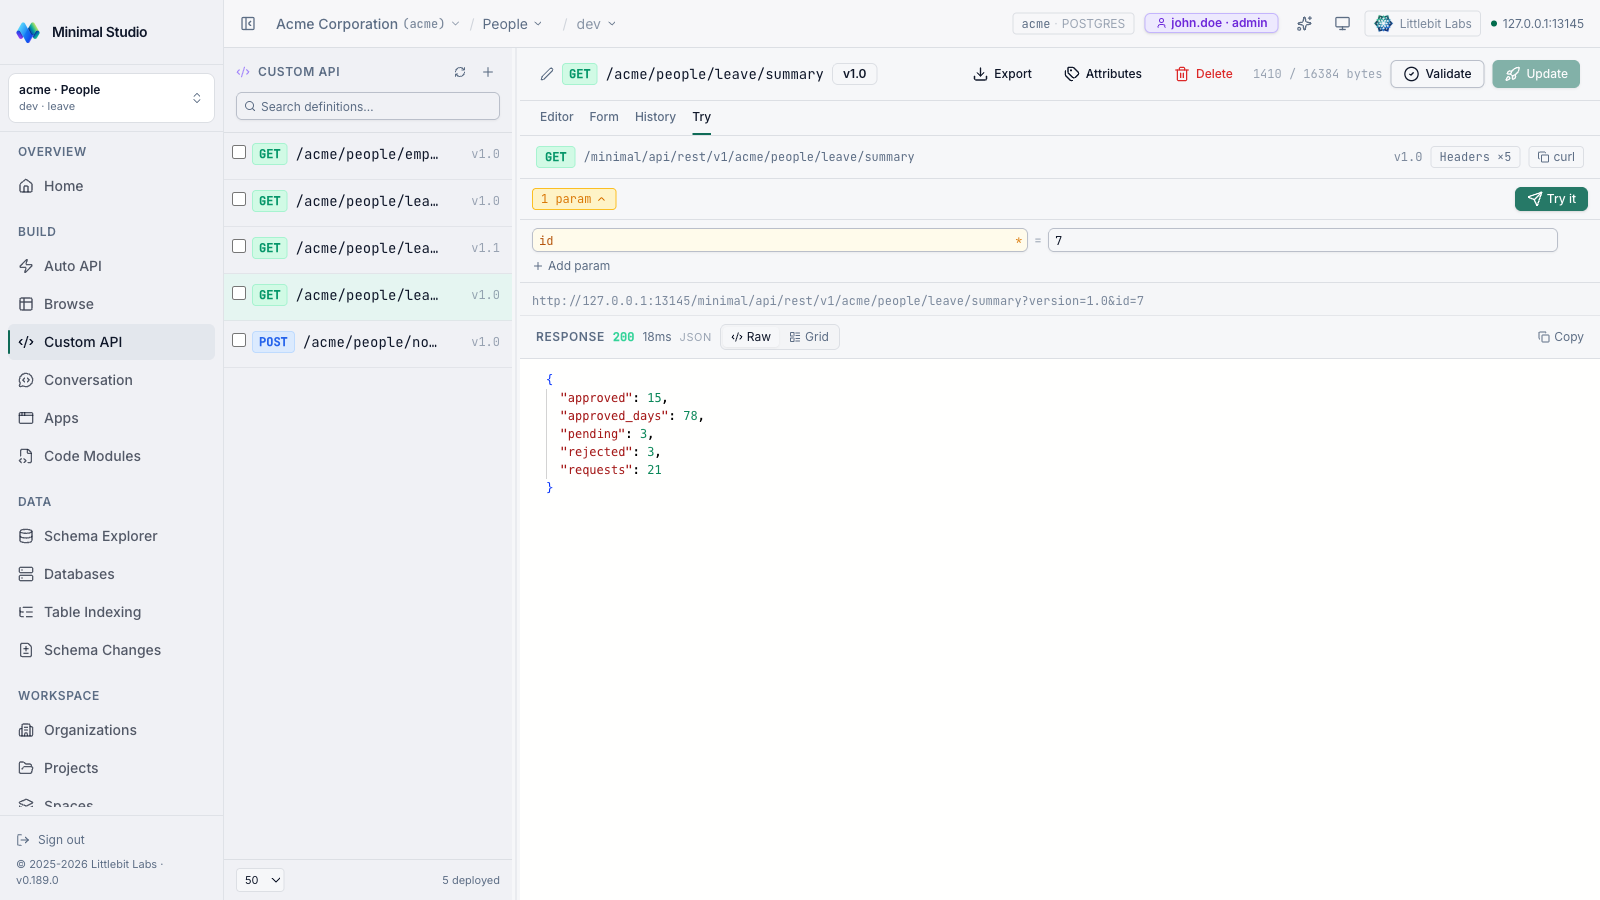 Minimal Studio
acme · People
dev · leave
OVERVIEW
Home
BUILD
Auto API
Browse
Custom API
Conversation
Apps
Code Modules
DATA
Schema Explorer
Databases
Table Indexing
Schema Changes
WORKSPACE
Organizations
Projects
Spaces
Sign out
© 2025-2026 Littlebit Labs ·
v0.189.0
Acme Corporation (acme) / People / dev
acme · POSTGRES
john.doe · admin
Littlebit Labs
127.0.0.1:13145
CUSTOM API
Search definitions...
GET /acme/people/emp… v1.0
GET /acme/people/lea… v1.0
GET /acme/people/lea… v1.1
GET /acme/people/lea… v1.0
POST /acme/people/no… v1.0
50
5 deployed
GET /acme/people/leave/summary v1.0
Export
Attributes
Delete
1410 / 16384 bytes
Validate
Update
Editor Form History Try
GET /minimal/api/rest/v1/acme/people/leave/summary
v1.0 Headers ×5 curl
1 param
Try it
id * = 7
+ Add param
http://127.0.0.1:13145/minimal/api/rest/v1/acme/people/leave/summary?version=1.0&id=7
RESPONSE 200 18ms JSON Raw Grid
Copy
{
"approved": 15,
"approved_days": 78,
"pending": 3,
"rejected": 3,
"requests": 21
}